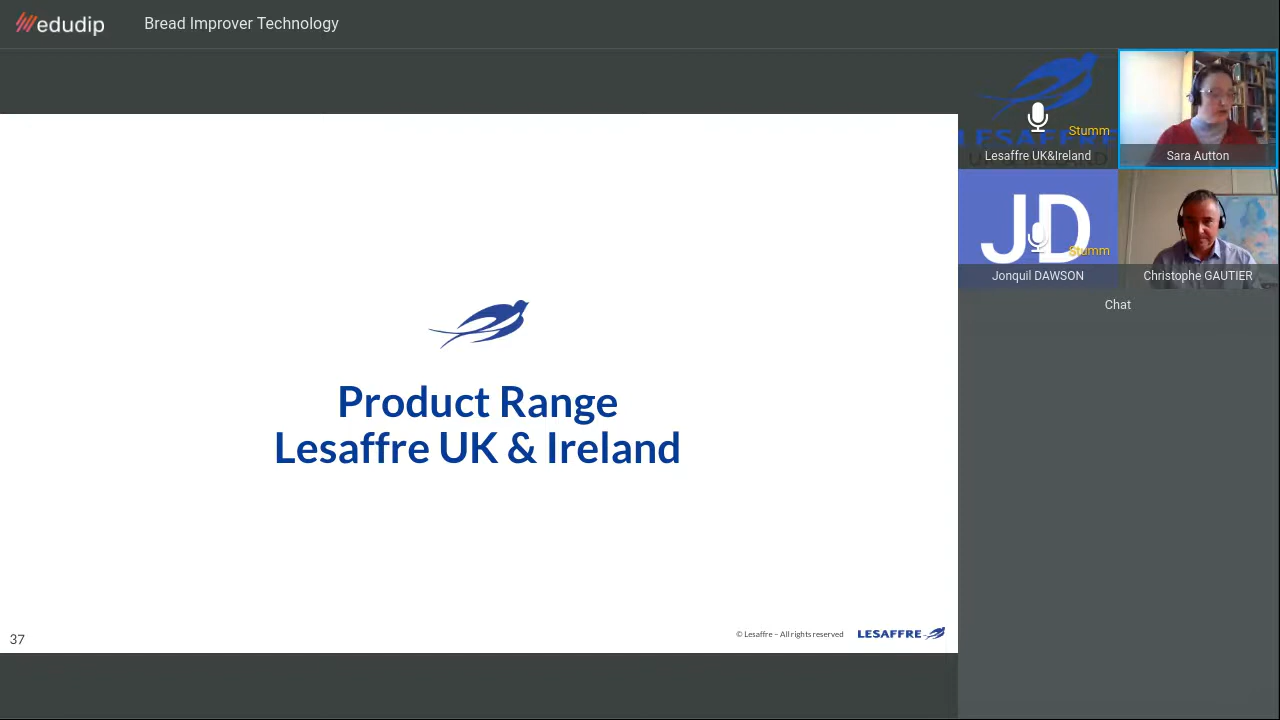 edudip
Bread Improver Technology
LESAFFRE
Stumm
Lesaffre UK&Ireland
Sara Autton
JD
Stumm
Jonquil DAWSON
Christophe GAUTIER
Chat
Product Range
Lesaffre UK & Ireland
37
© Lesaffre – All rights reserved
LESAFFRE